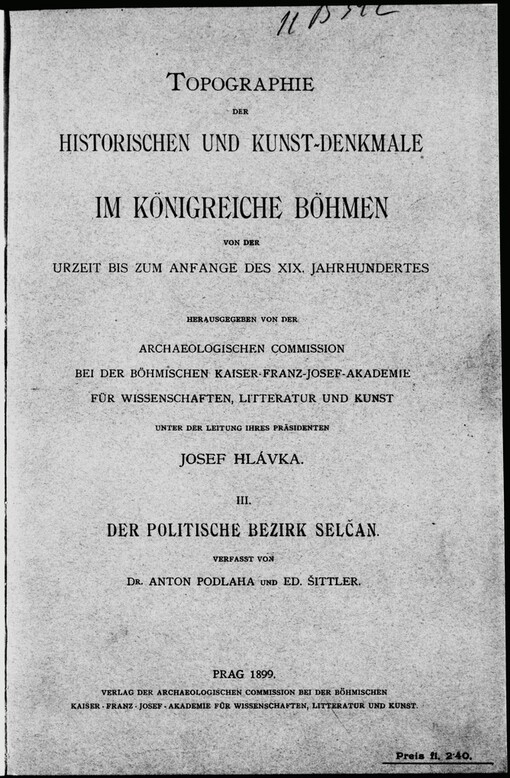 11 B 
TOPOGRAPHIE
DER
HISTORISCHEN UND KUNST-DENKMALE
IM KÖNIGREICHE BÖHMEN
VON DER
URZEIT BIS ZUM ANFANGE DES XIX. JAHRHUNDERTES
HERAUSGEGEBEN VON DER
ARCHAEOLOGISCHEN COMMISSION
BEI DER BÖHMISCHEN KAISER-FRANZ-JOSEF-AKADEMIE
FÜR WISSENSCHAFTEN, LITTERATUR UND KUNST
UNTER DER LEITUNG IHRES PRÄSIDENTEN
JOSEF HLÁVKA.
III.
DER POLITISCHE BEZIRK SELČAN.
VERFASST VON
DR. ANTON PODLAHA UND ED. ŠITTLER.
PRAG 1899.
VERLAG DER ARCHAEOLOGISCHEN COMMISSION BEI DER BÖHMISCHEN
KAISER-FRANZ-JOSEF-AKADEMIE FÜR WISSENSCHAFTEN, LITTERATUR UND KUNST.
Preis fl. 2·40.